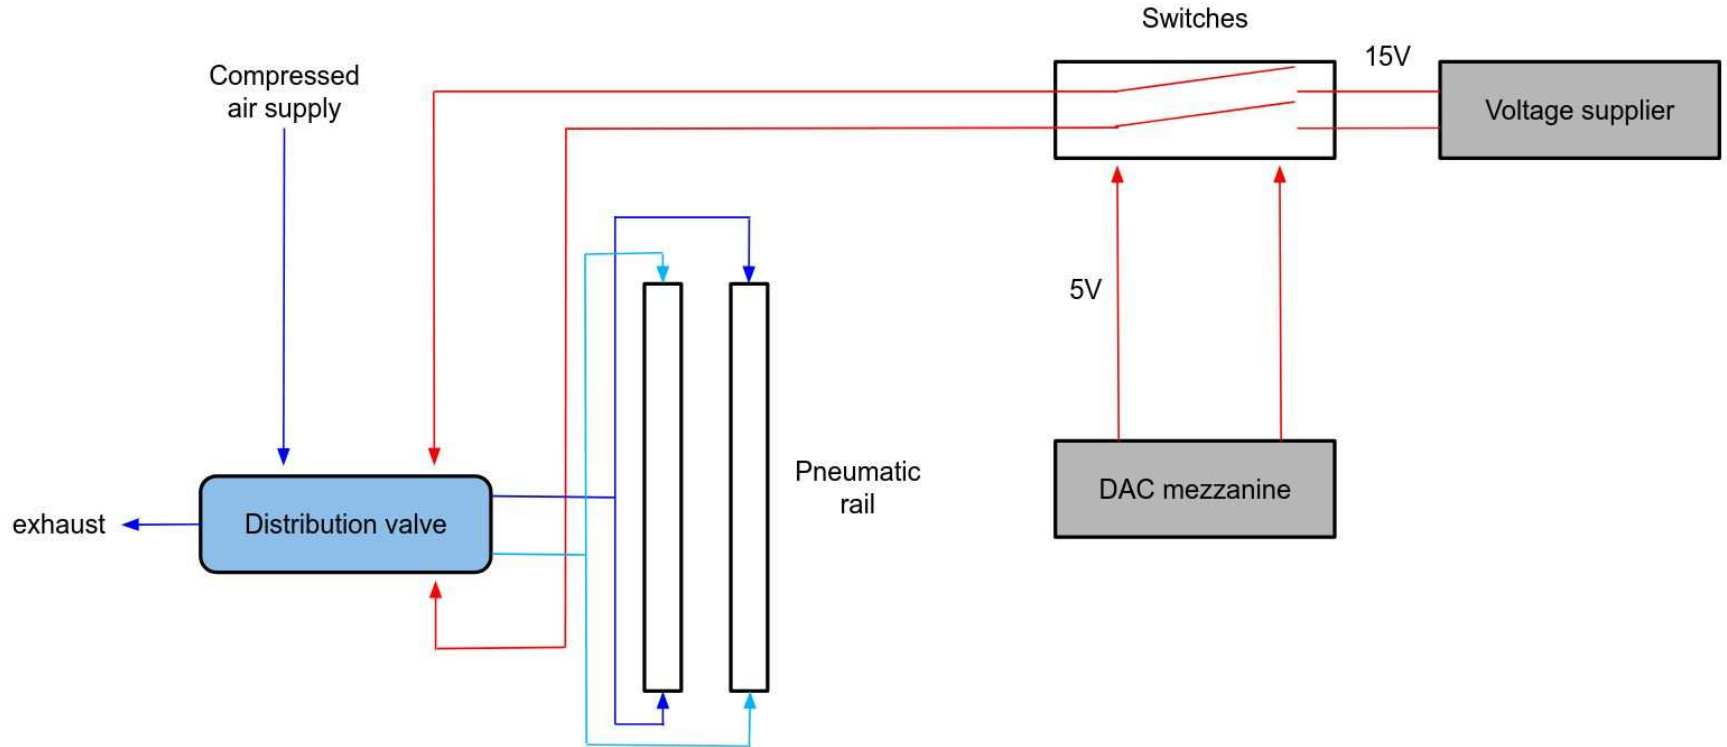 Switches
15V
Voltage supplier
Compressed
air supply
5V
Pneumatic
rail
DAC mezzanine
exhaust
Distribution valve